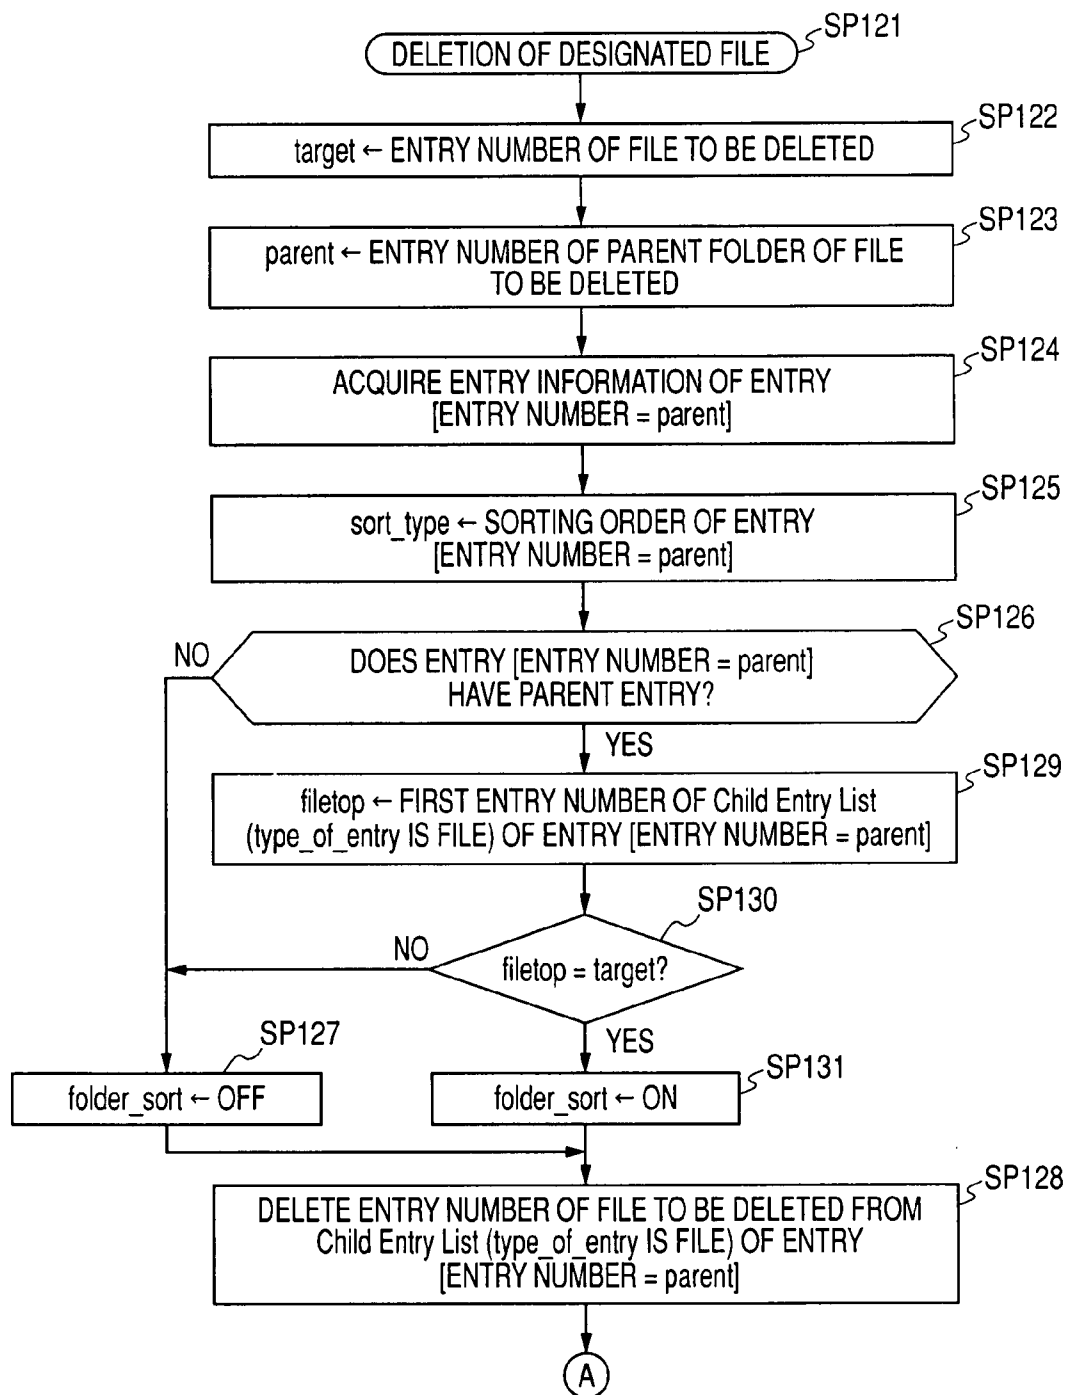 SP121
DELETION OF DESIGNATED FILE
SP122
target ← ENTRY NUMBER OF FILE TO BE DELETED
SP123
parent ← ENTRY NUMBER OF PARENT FOLDER OF FILE
TO BE DELETED
SP124
ACQUIRE ENTRY INFORMATION OF ENTRY
[ENTRY NUMBER = parent]
SP125
sort_type ← SORTING ORDER OF ENTRY
[ENTRY NUMBER = parent]
SP126
NO
DOES ENTRY [ENTRY NUMBER = parent]
HAVE PARENT ENTRY?
YES
SP129
filetop ← FIRST ENTRY NUMBER OF Child Entry List
(type_of_entry IS FILE) OF ENTRY [ENTRY NUMBER = parent]
SP130
NO
filetop = target?
YES
SP127
folder_sort ← OFF
SP131
folder_sort ← ON
SP128
DELETE ENTRY NUMBER OF FILE TO BE DELETED FROM
Child Entry List (type_of_entry IS FILE) OF ENTRY
[ENTRY NUMBER = parent]
A